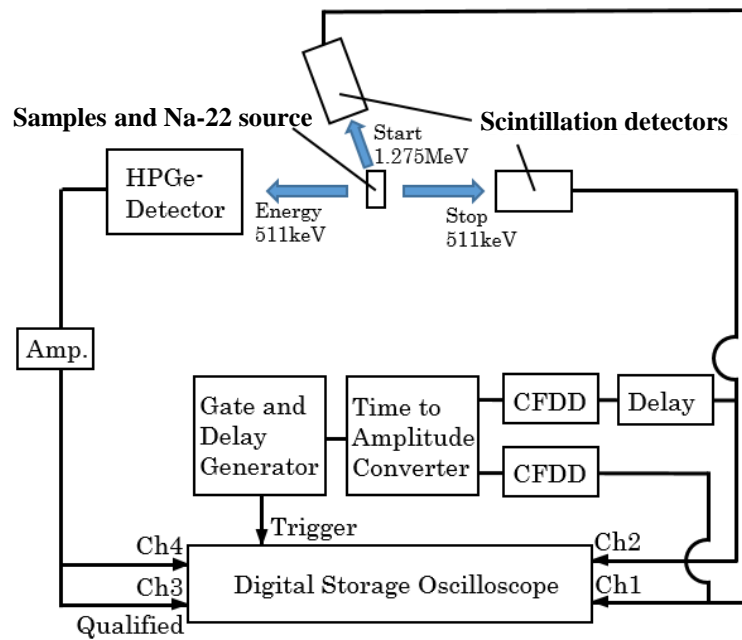 Samples and Na-22 source
Scintillation detectors
Start
1.275MeV
HPGe-
Detector
Energy
511keV
Stop
511keV
Amp.
Gate and
Delay
Generator
Time to
Amplitude
Converter
CFDD
Delay
CFDD
Trigger
Ch4
Ch2
Ch3
Digital Storage Oscilloscope
Ch1
Qualified